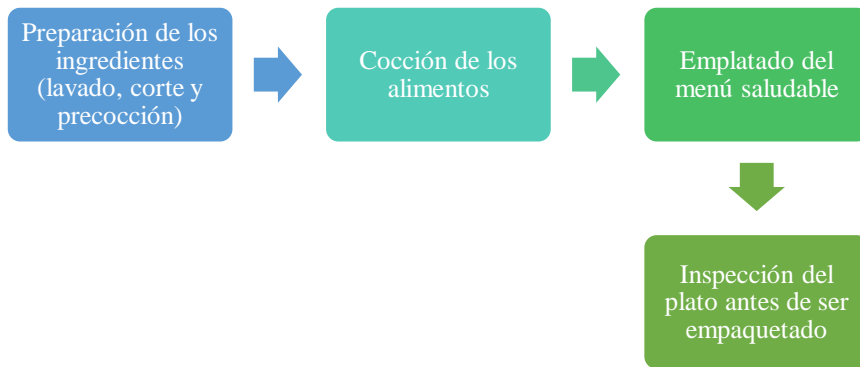 Preparación de los
ingredientes
(lavado, corte y
precocción)
Cocción de los
alimentos
Emplatado del
menú saludable
Inspección del
plato antes de ser
empaquetado